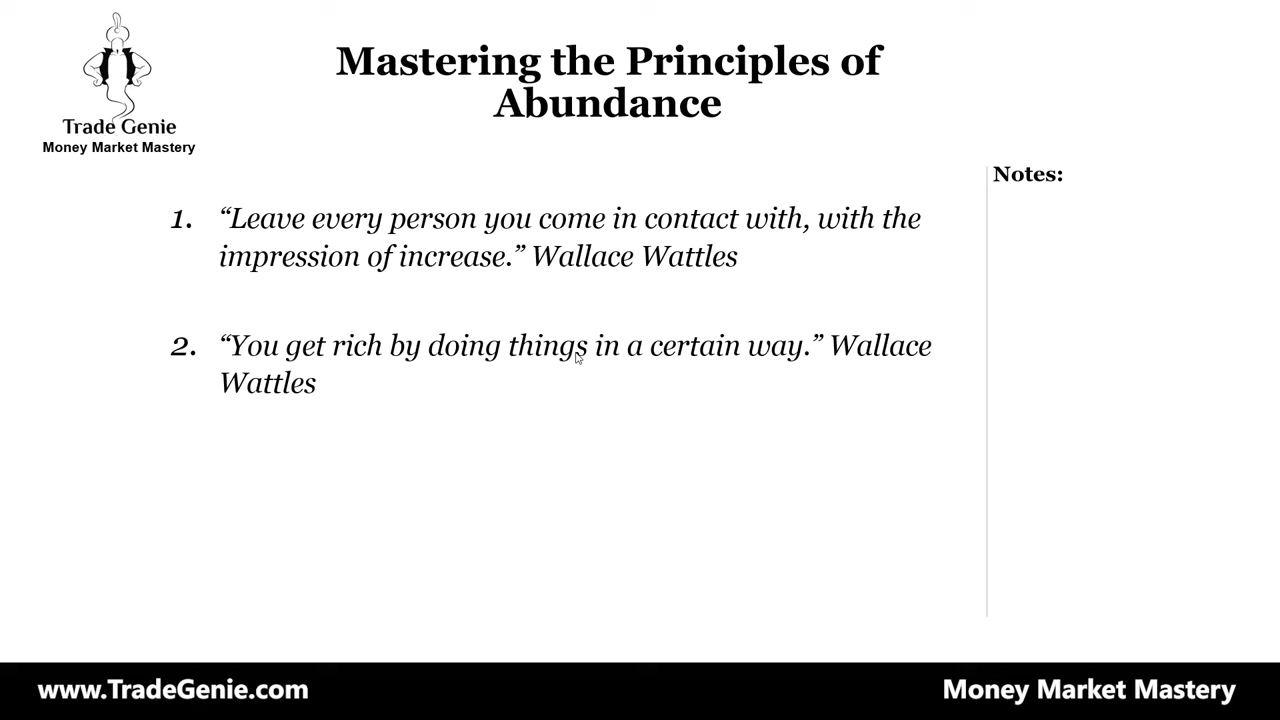 Mastering the Principles of
Abundance
Trade Genie
Money Market Mastery
Notes:
1. “Leave every person you come in contact with, with the
impression of increase.” Wallace Wattles
2. “You get rich by doing things in a certain way.” Wallace
Wattles
www.TradeGenie.com
Money Market Mastery